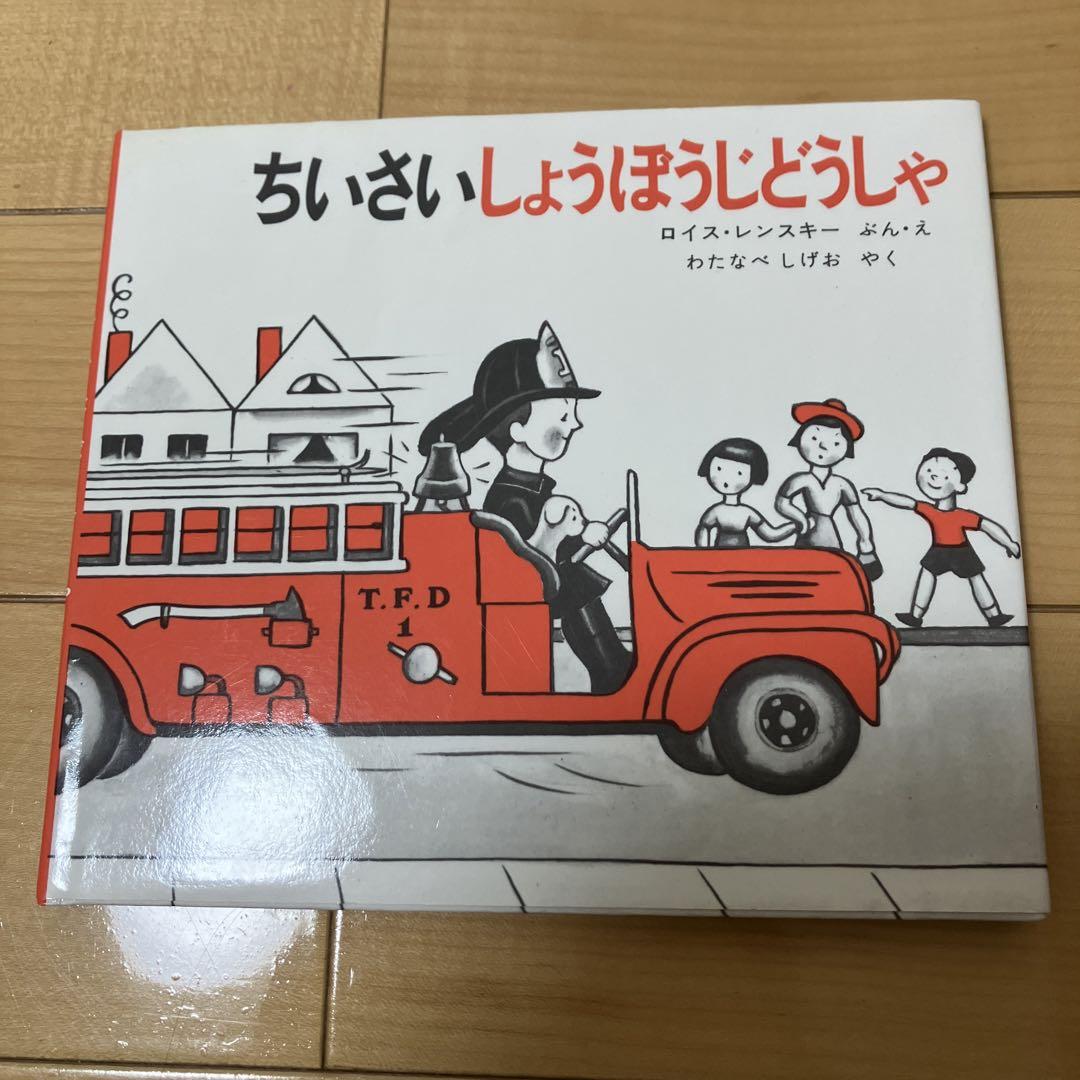 ちいさいしょうぼうじどうしゃ
ロイス・レンスキー ぶん・え
わたなべ しげお やく
1
T.F.D
1